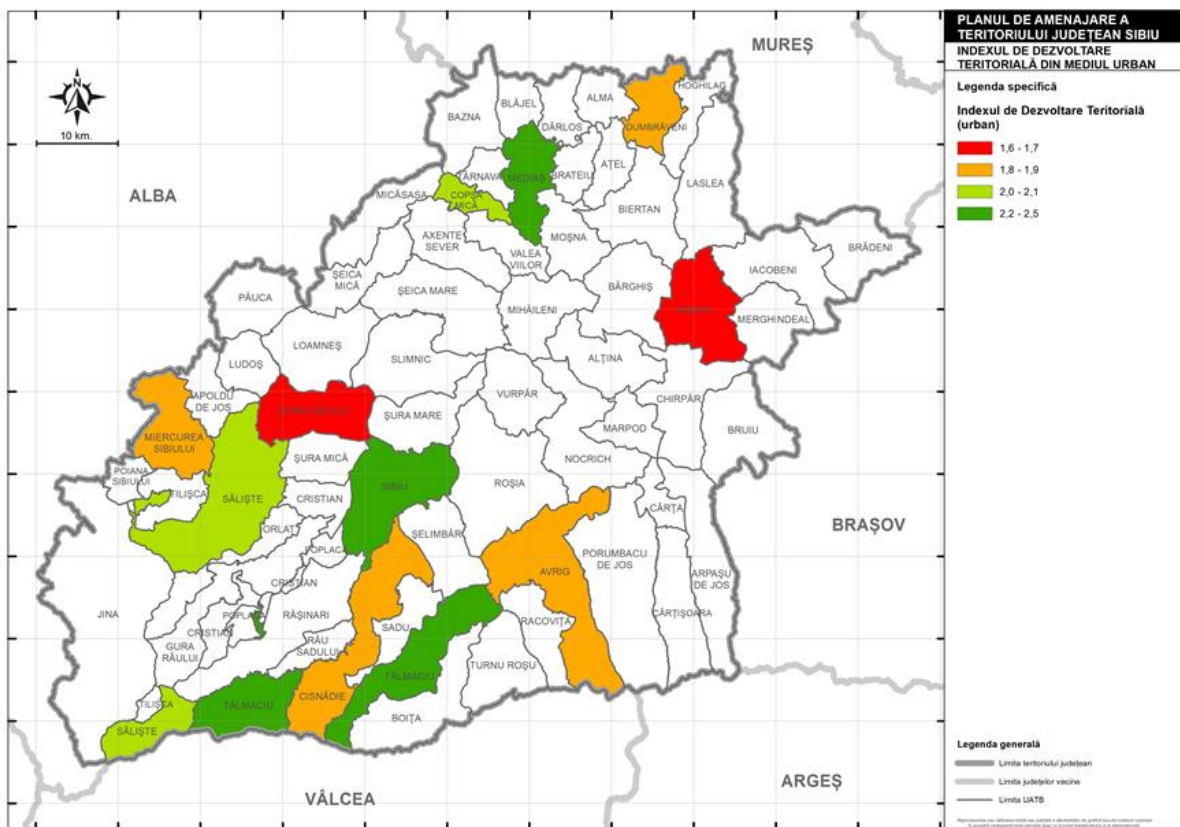 PLANUL DE AMENAJARE A
TERITORIULUI JUDEȚEAN SIBIU
INDEXUL DE DEZVOLTARE
TERITORIALĂ DIN MEDIUL URBAN
Legenda specifică
Indexul de Dezvoltare Teritorială
(urban)
1,6 - 1,7
1,8 - 1,9
2,0 - 2,1
2,2 - 2,5
N
10 km.
MUREȘ
ALBA
BRAȘOV
ARGEȘ
VÂLCEA
HOGHILAG
ALMA
BLĂJEL
BAZNA
DÂRLOS
DUMBRĂVENI
AȚEL
BRATEIU
TÂRNAVA
MEDIAȘ
LASLEA
MICĂSASA
COPȘA
MICĂ
BIERTAN
MOȘNA
AXENTE
SEVER
VALEA
VIILOR
BRĂDENI
IACOBENI
ȘEICA
MICĂ
ȘEICA MARE
BÂRGHIȘ
PĂUCA
MIHĂILENI
MERGHINDEAL
LOAMNEȘ
SLIMNIC
ALȚINA
LUDOȘ
APOLDU
DE JOS
VURPĂR
CHIRPĂR
ȘURA MARE
MARPOD
BRUIU
MIERCUREA
SIBIULUI
ȘURA MICĂ
NOCRICH
POIANA
SIBIULUI
TILIȘCA
SĂLIȘTE
CRISTIAN
SIBIU
ROȘIA
CÂRȚA
ORLAT
ȘELIMBĂR
POPLACA
PORUMBACU
DE JOS
AVRIG
ARPAȘU
DE JOS
CRISTIAN
JINA
POPLACA
RĂȘINARI
CÂRȚIȘOARA
CRISTIAN
SADU
RACOVIȚA
GURA
RÂULUI
RÂU
SADULUI
TURNU ROȘU
TĂLMACIU
TILIȘCA
CISNĂDIE
TĂLMACIU
BOIȚA
SĂLIȘTE
Legenda generală
Limita teritoriului județean
Limita județelor vecine
Limita UATB